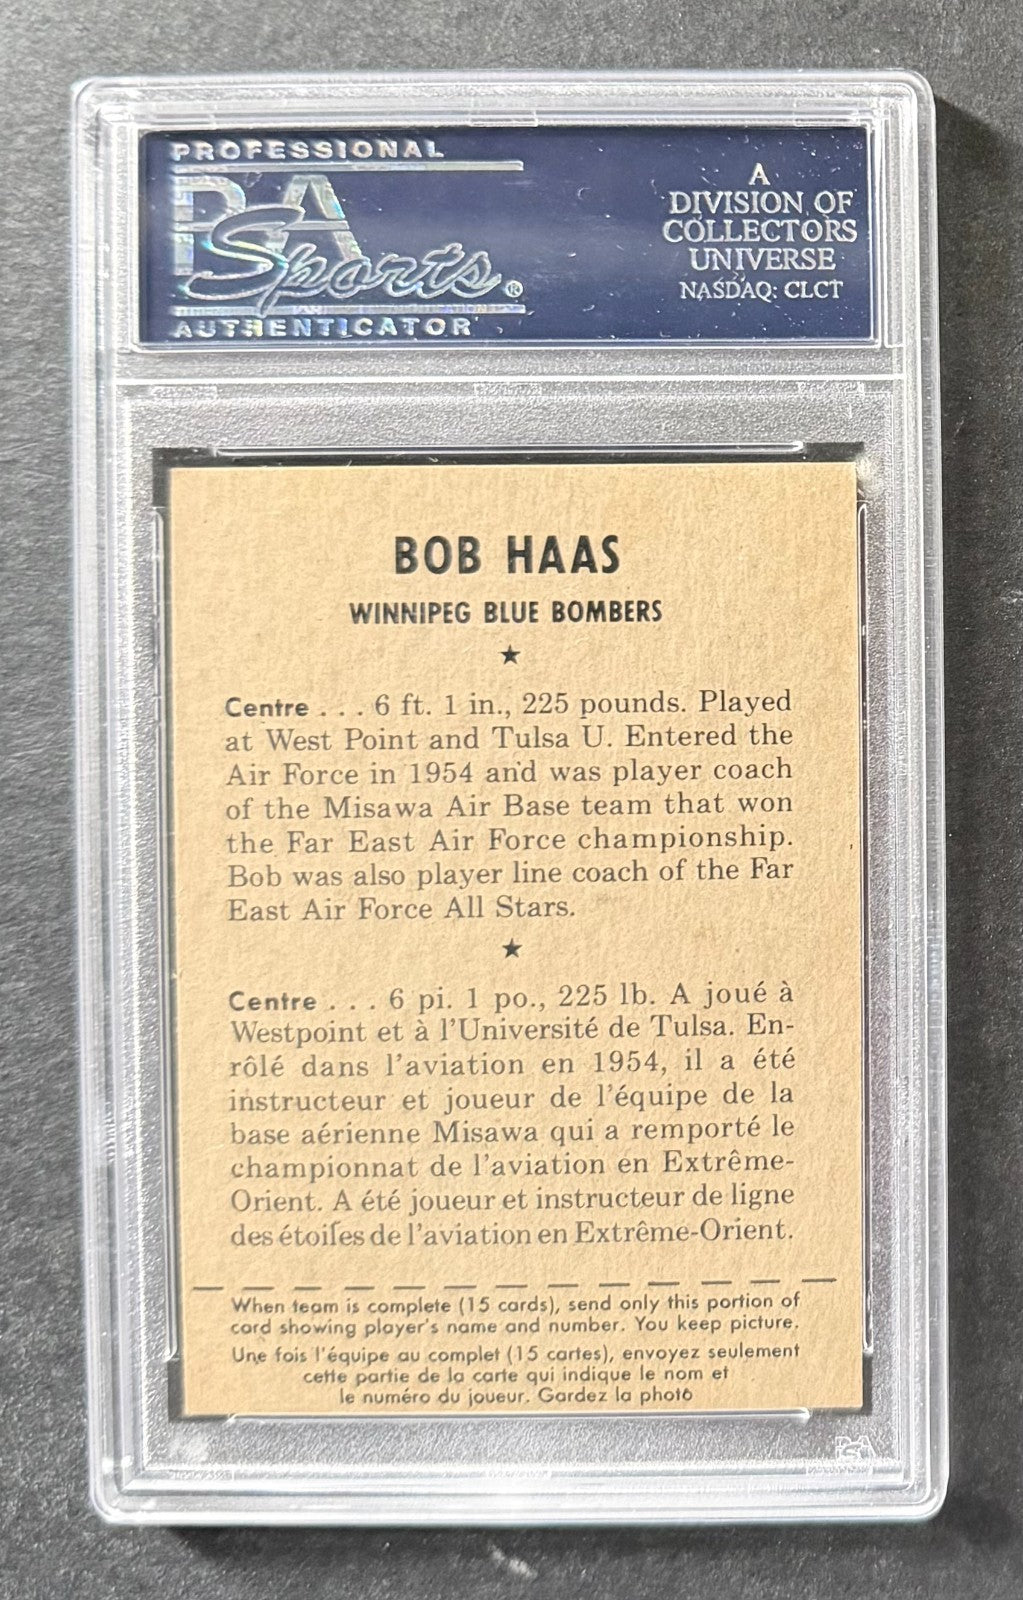 PROFESSIONAL
PSA
Sports®
AUTHENTICATOR
A
DIVISION OF
COLLECTORS
UNIVERSE
NASDAQ: CLCT
BOB HAAS
WINNIPEG BLUE BOMBERS
★
Centre . . . 6 ft. 1 in., 225 pounds. Played
at West Point and Tulsa U. Entered the
Air Force in 1954 and was player coach
of the Misawa Air Base team that won
the Far East Air Force championship.
Bob was also player line coach of the Far
East Air Force All Stars.
★
Centre . . . 6 pi. 1 po., 225 lb. A joué à
Westpoint et à l'Université de Tulsa. En-
rôlé dans l'aviation en 1954, il a été
instructeur et joueur de l'équipe de la
base aérienne Misawa qui a remporté le
championnat de l'aviation en Extrême-
Orient. A été joueur et instructeur de ligne
des étoiles de l'aviation en Extrême-Orient.
When team is complete (15 cards), send only this portion of
card showing player's name and number. You keep picture.
Une fois l'équipe au complet (15 cartes), envoyez seulement
cette partie de la carte qui indique le nom et
le numéro du joueur. Gardez la photo
PSA